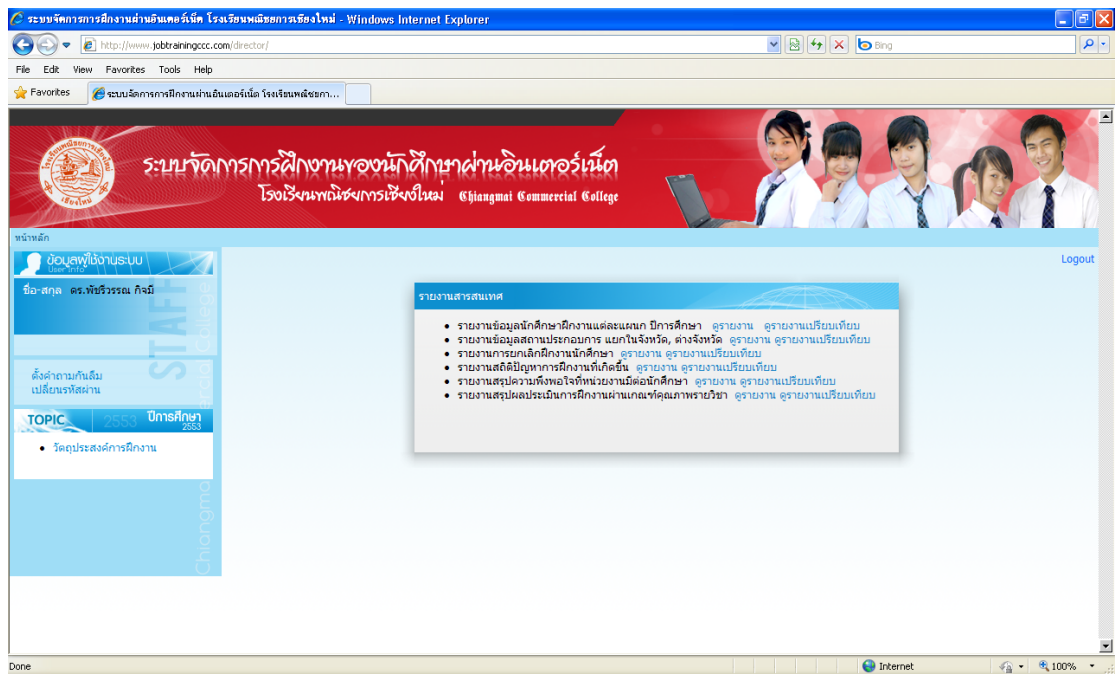 ระบบจัดการการฝึกงานผ่านอินเตอร์เน็ต โรงเรียนพณิชยการเชียงใหม่ - Windows Internet Explorer
http://www.jobtrainingccc.com/director/
Bing
File Edit View Favorites Tools Help
Favorites ระบบจัดการการฝึกงานผ่านอินเตอร์เน็ต โรงเรียนพณิชยกา...
ระบบจัดการการฝึกงานของนักศึกษาผ่านอินเตอร์เน็ต
โรงเรียนพณิชยการเชียงใหม่ Chiangmai Commercial College
หน้าหลัก
ข้อมูลผู้ใช้งานระบบ
User Info
Logout
ชื่อ-สกุล ดร.พัชรีวรรณ กิจมี
STAFF
ตั้งคำถามกันลืม
เปลี่ยนรหัสผ่าน
TOPIC 2553 ปีการศึกษา
2553
วัตถุประสงค์การฝึกงาน
รายงานสารสนเทศ
รายงานข้อมูลนักศึกษาฝึกงานแต่ละแผนก ปีการศึกษา ดูรายงาน ดูรายงานเปรียบเทียบ
รายงานข้อมูลสถานประกอบการ แยกในจังหวัด, ต่างจังหวัด ดูรายงาน ดูรายงานเปรียบเทียบ
รายงานการยกเลิกฝึกงานนักศึกษา ดูรายงาน ดูรายงานเปรียบเทียบ
รายงานสถิติปัญหาการฝึกงานที่เกิดขึ้น ดูรายงาน ดูรายงานเปรียบเทียบ
รายงานสรุปความพึงพอใจที่หน่วยงานมีต่อนักศึกษา ดูรายงาน ดูรายงานเปรียบเทียบ
รายงานสรุปผลประเมินการฝึกงานผ่านเกณฑ์คุณภาพรายวิชา ดูรายงาน ดูรายงานเปรียบเทียบ
Done
Internet
100%